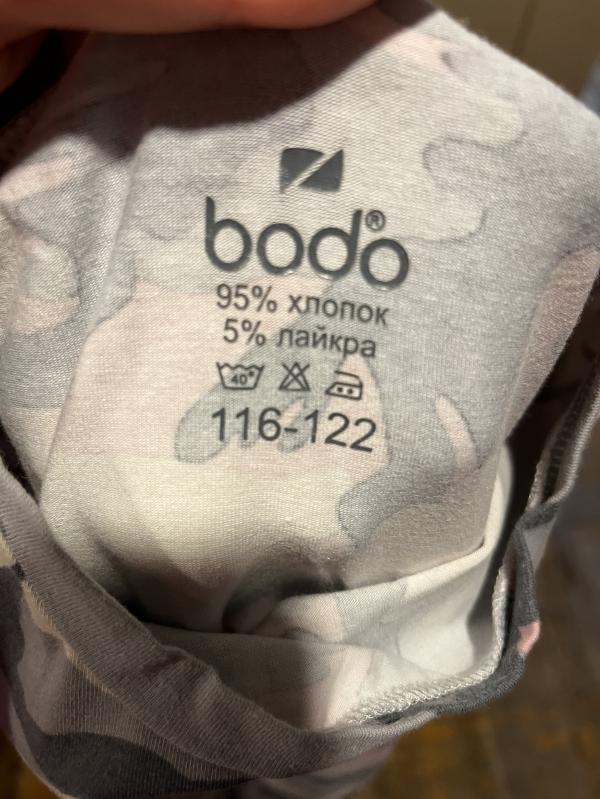 bodo®
95% хлопок
5% лайкра
40°
116-122